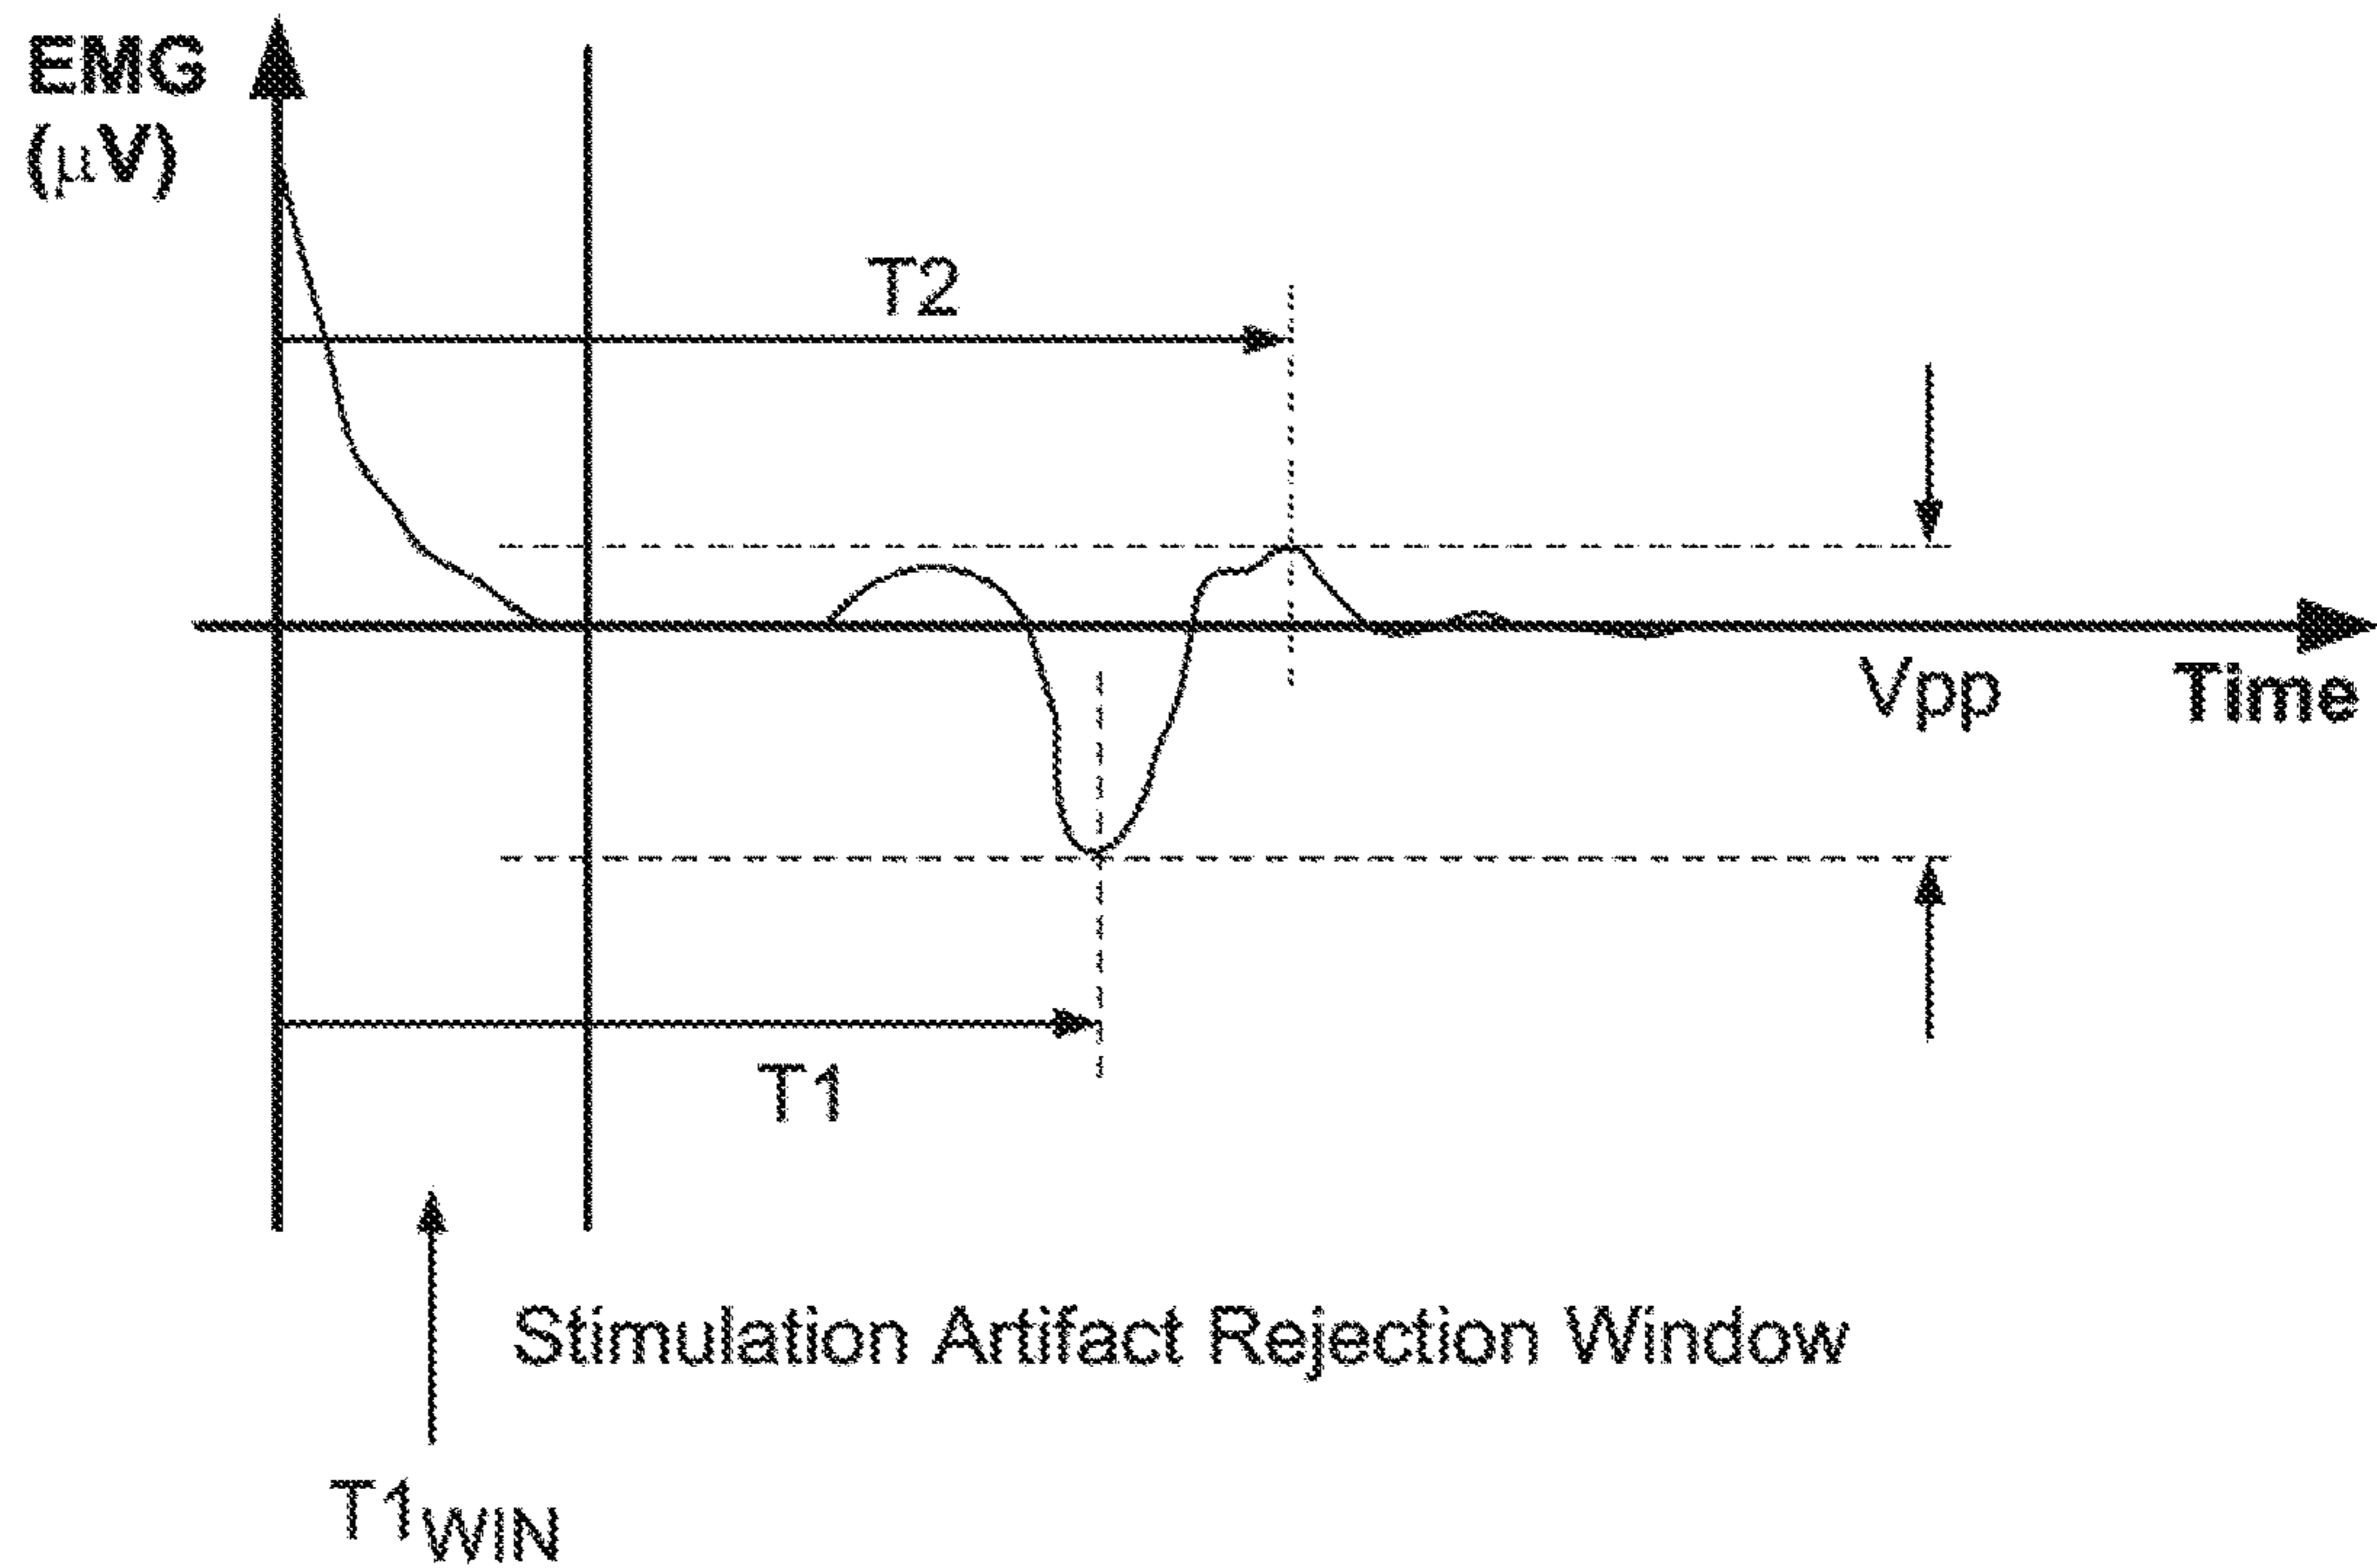 EMG
(μV)
T2
Vpp
Time
T1
Stimulation Artifact Rejection Window
T1WIN